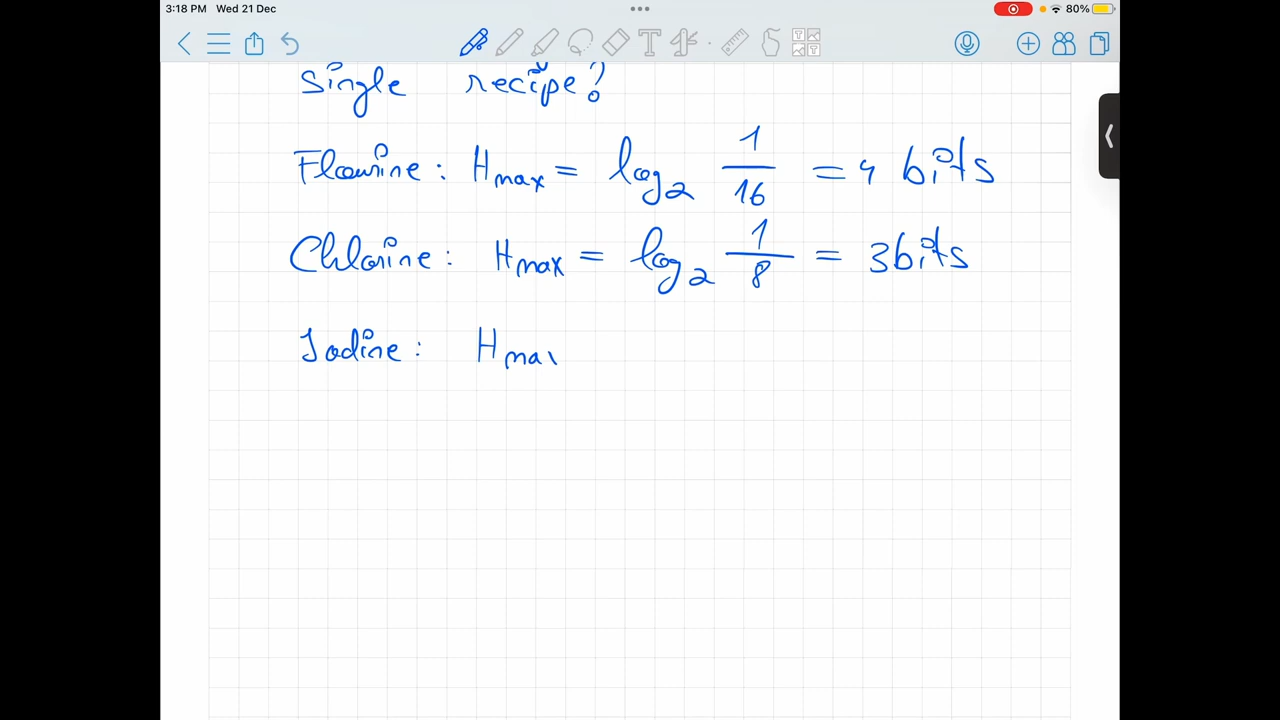 3:18 PM Wed 21 Dec 80%
Single recipe?
Flourine: Hmax = log2 1/16 = 4 bits
Chlorine: Hmax = log2 1/8 = 3bits
Iodine: Hmax